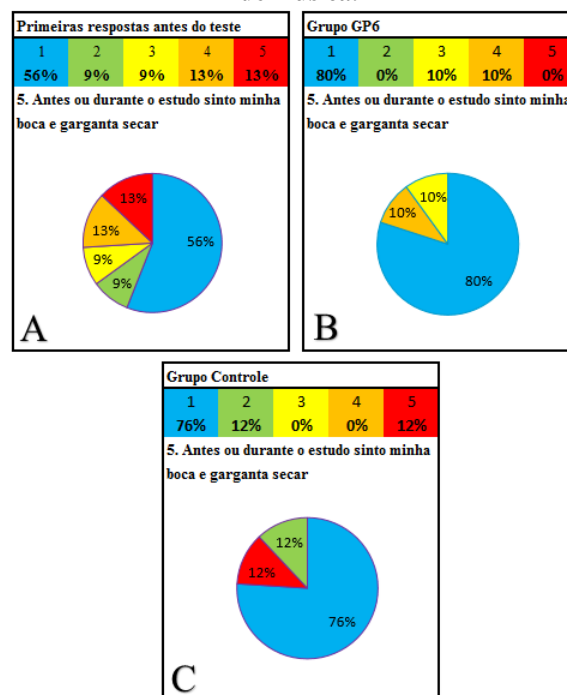 Primeiras respostas antes do teste
1 2 3 4 5
56% 9% 9% 13% 13%
5. Antes ou durante o estudo sinto minha
boca e garganta secar
13%
13%
9%
9%
56%
A
Grupo GP6
1 2 3 4 5
80% 0% 10% 10% 0%
5. Antes ou durante o estudo sinto minha
boca e garganta secar
10%
10%
80%
B
Grupo Controle
1 2 3 4 5
76% 12% 0% 0% 12%
5. Antes ou durante o estudo sinto minha
boca e garganta secar
12%
12%
76%
C